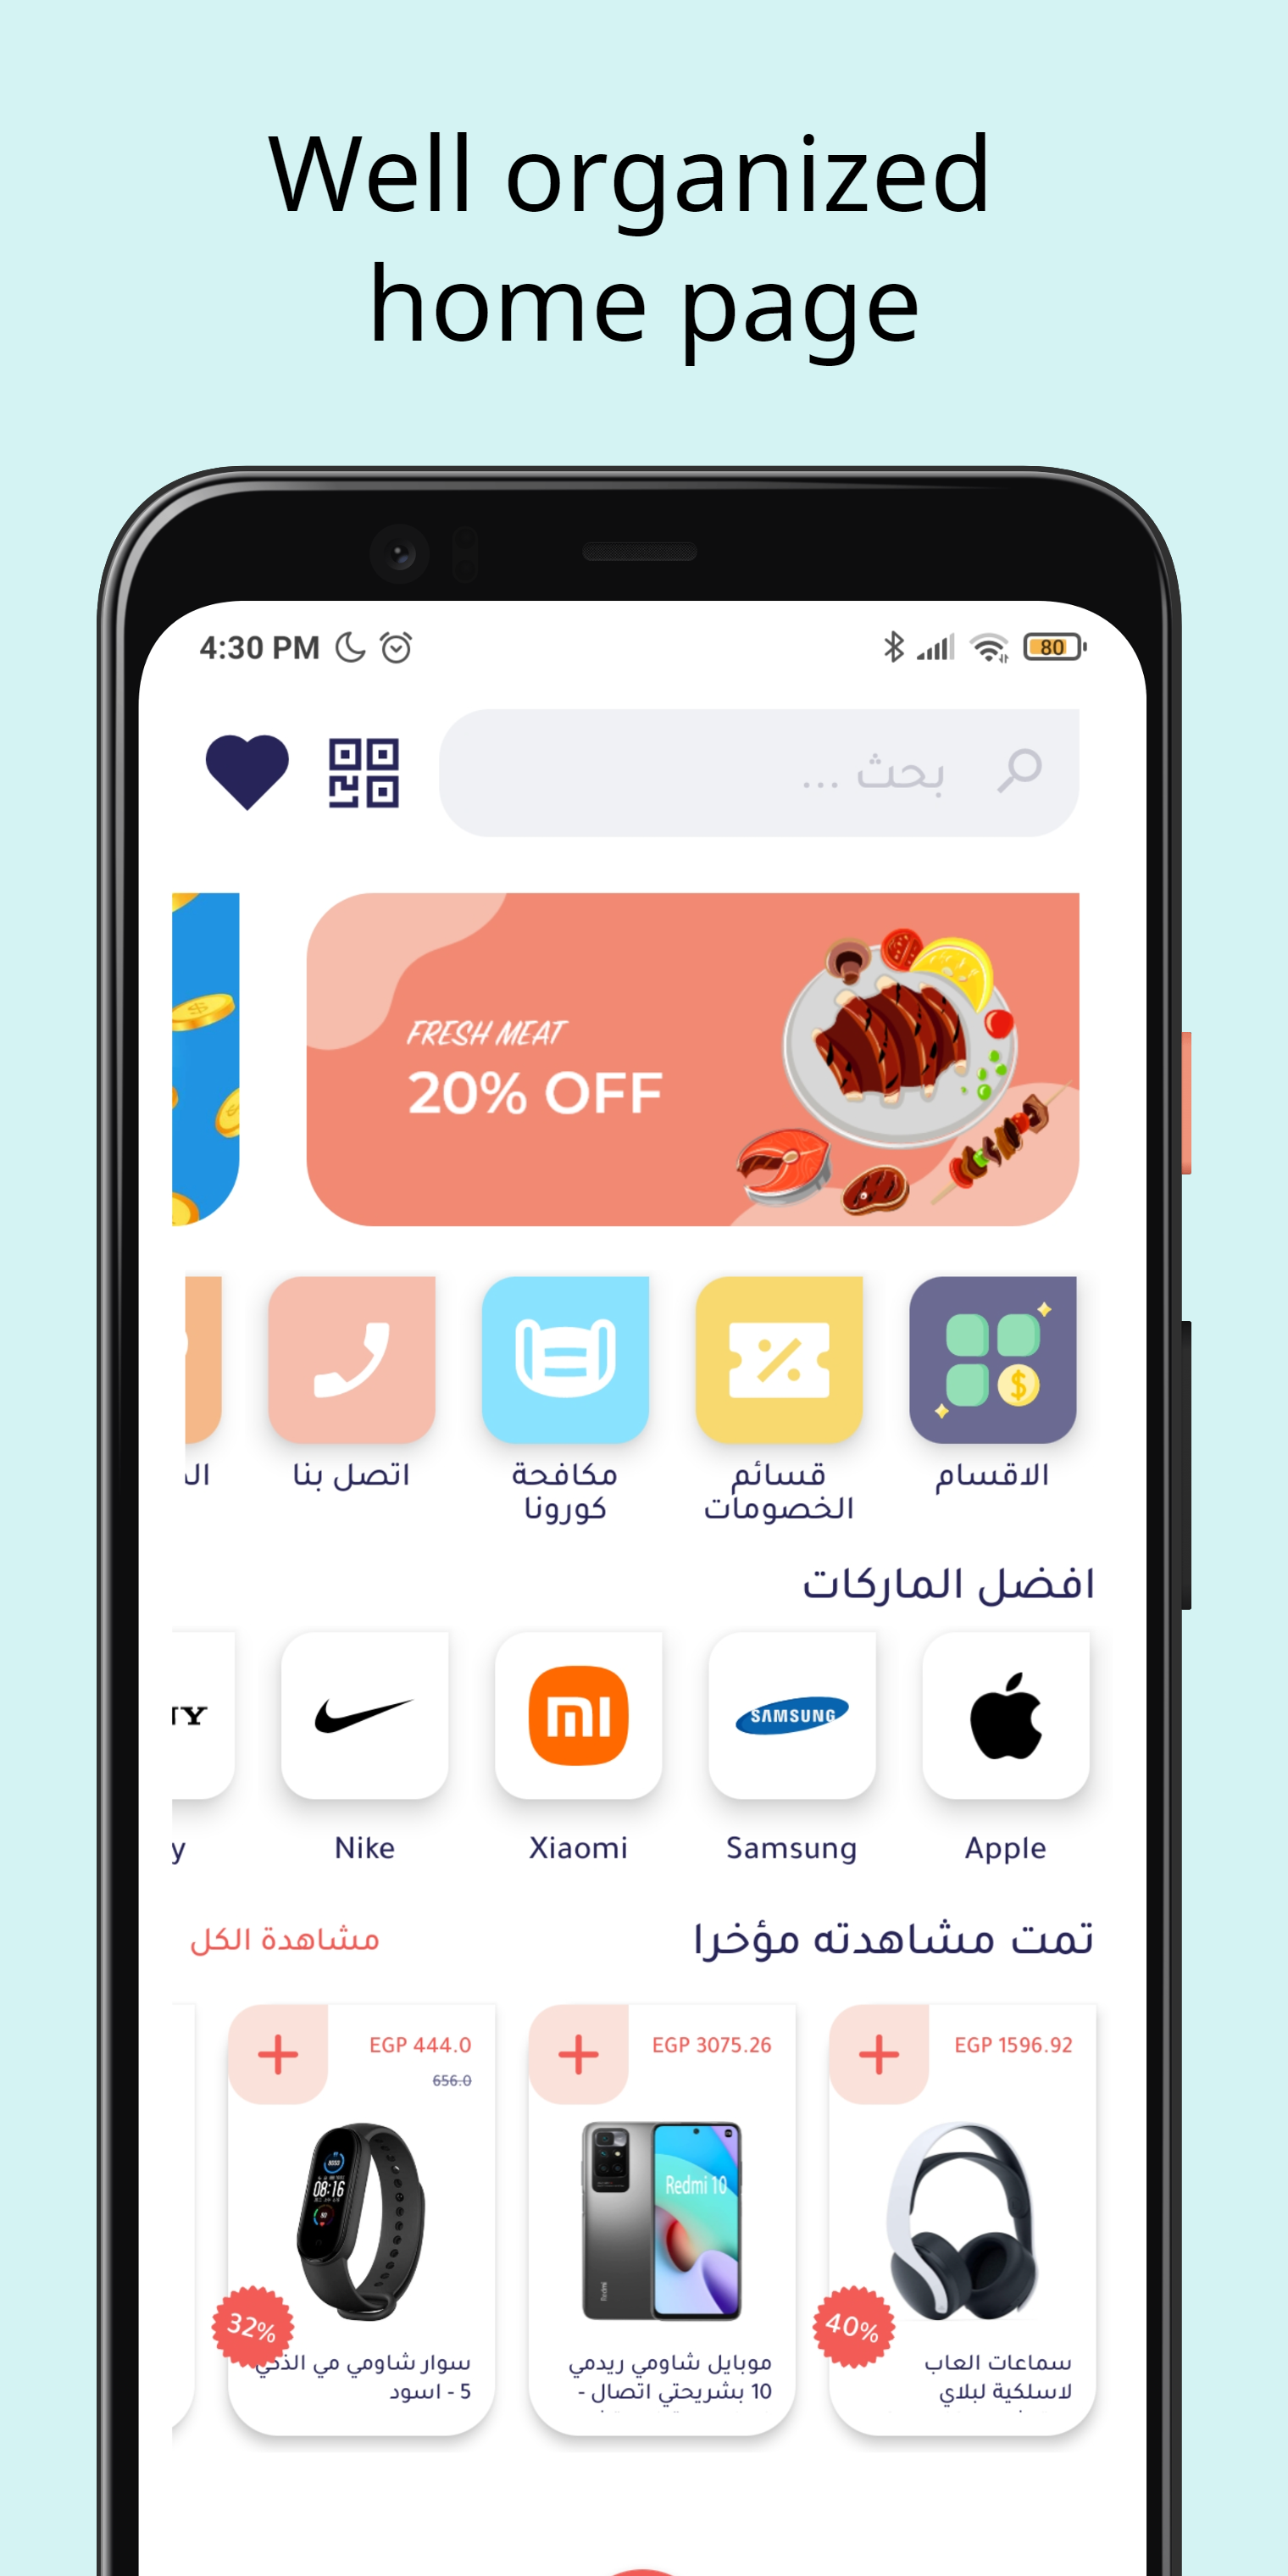 Well organized
home page
4:30 PM
80
بحث ...
FRESH MEAT
20% OFF
الاقسام
قسائم
الخصومات
مكافحة
كورونا
اتصل بنا
افضل الماركات
SAMSUNG
Apple
Samsung
Xiaomi
Nike
y
تمت مشاهدته مؤخرا
مشاهدة الكل
EGP 1596.92
EGP 3075.26
EGP 444.0
656.0
Redmi 10
08:16
40%
32%
سماعات العاب
لاسلكية لبلاي
موبايل شاومي ريدمي
10 بشريحتي اتصال -
سوار شاومي مي الذكي
5 - اسود